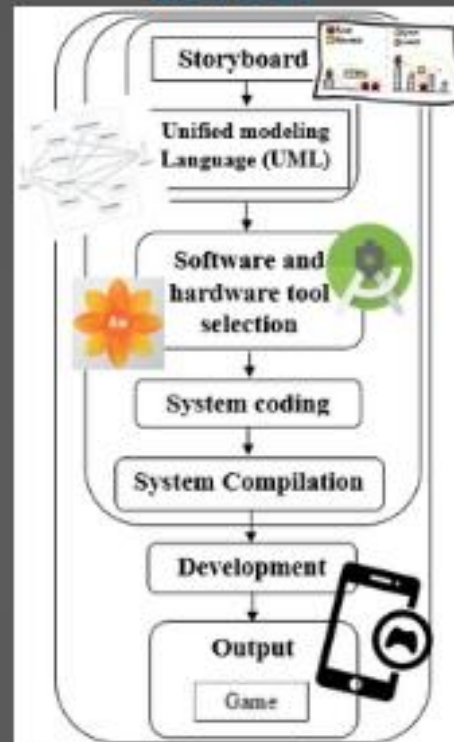 Storyboard
Unified modeling
Language (UML)
Software and
hardware tool
selection
System coding
System Compilation
Development
Output
Game